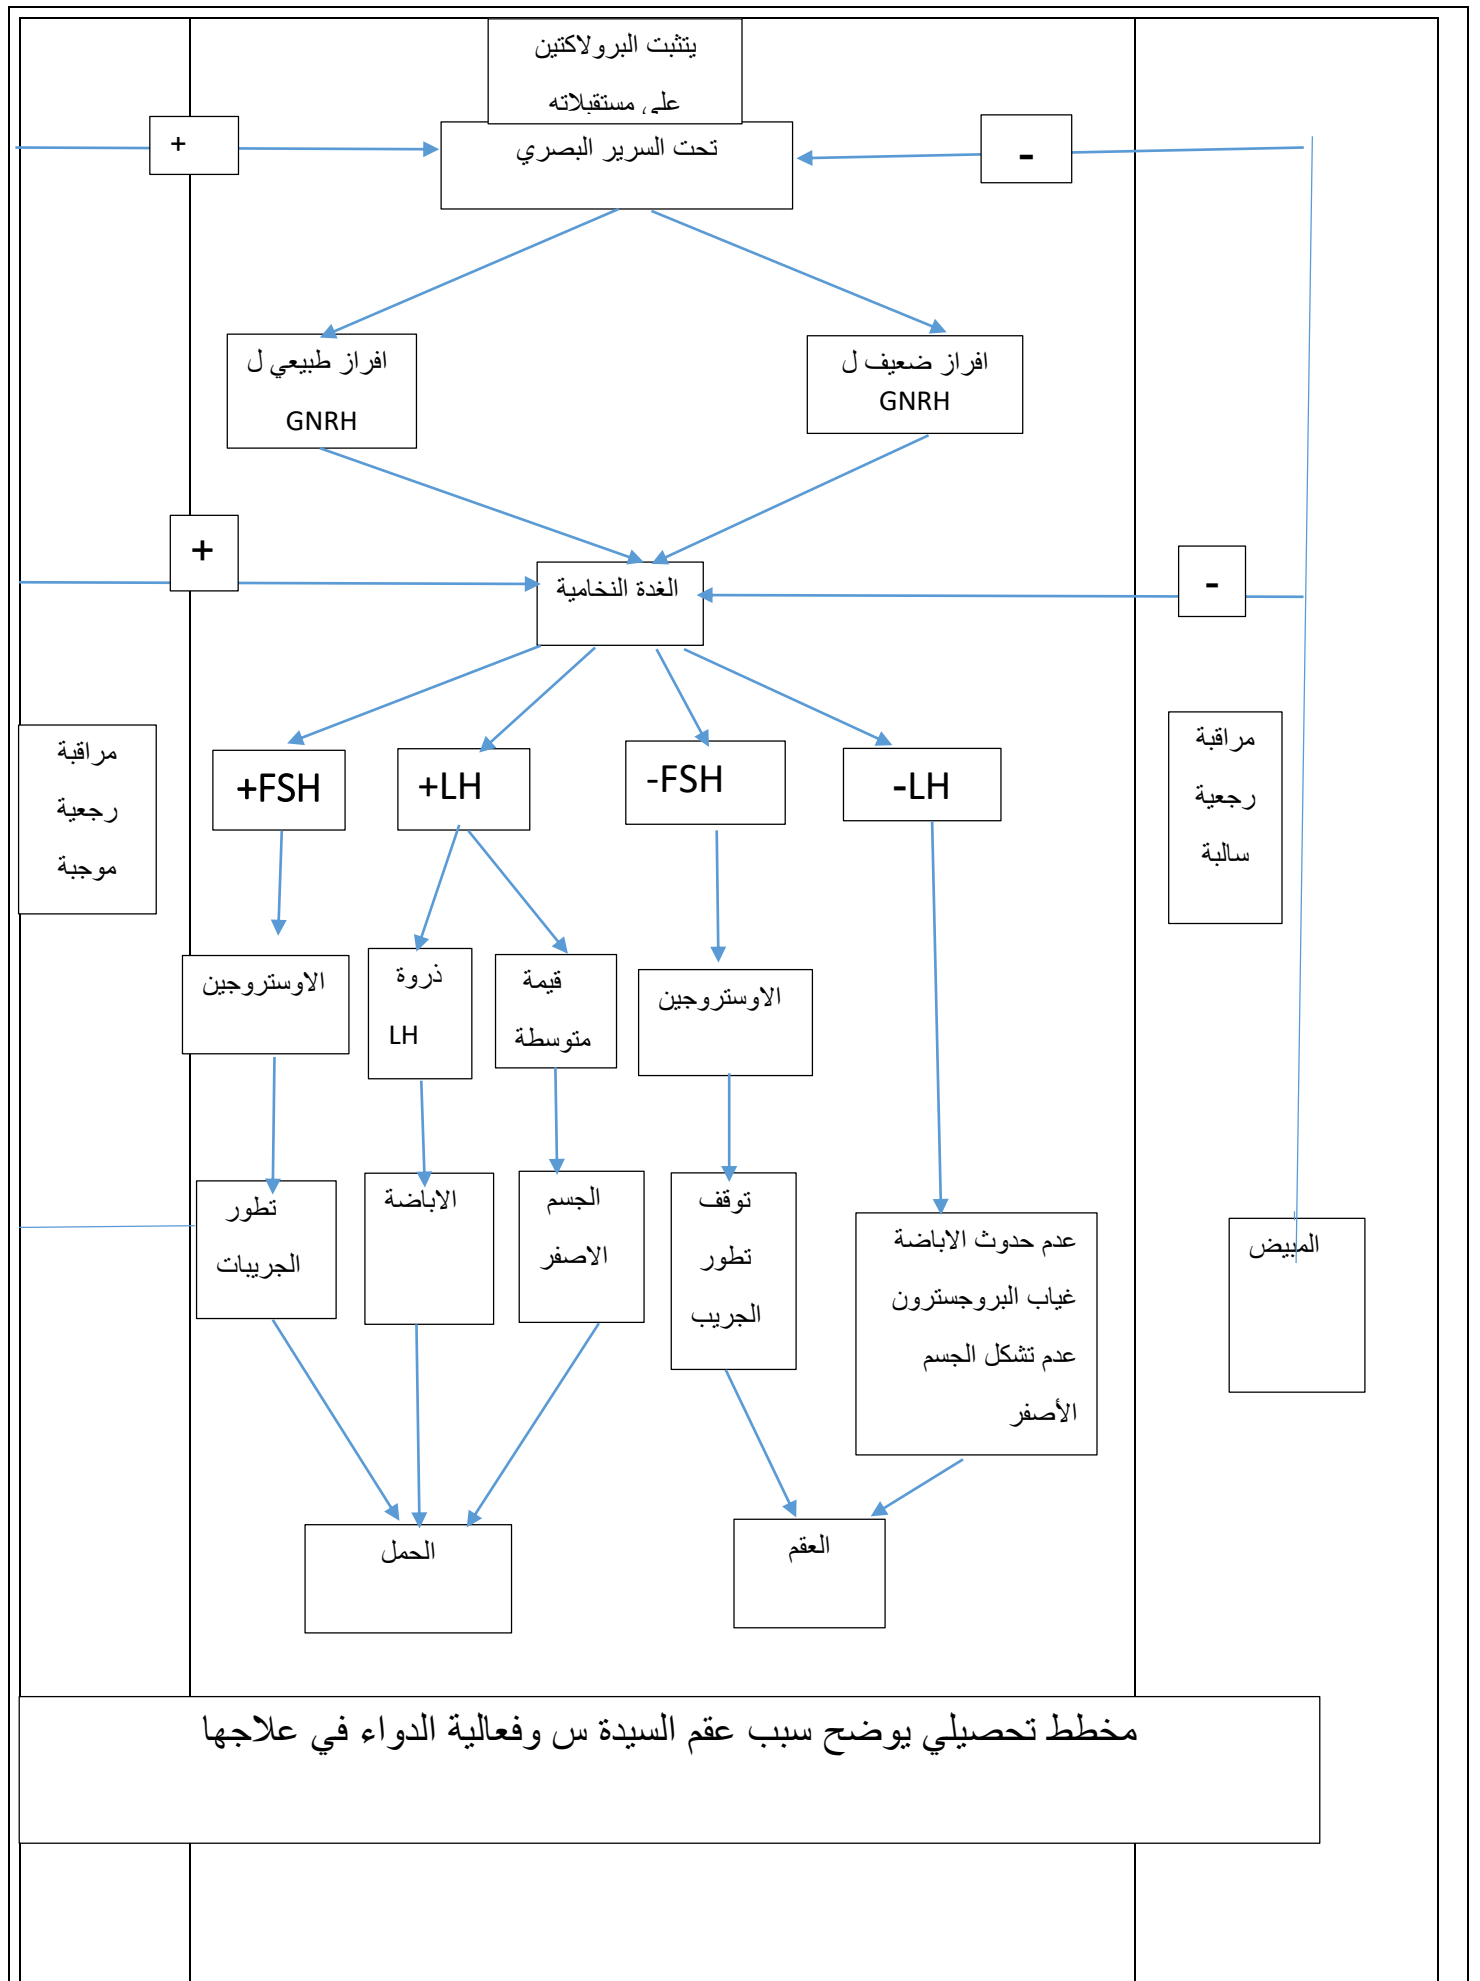 يتثبت البرولاكتين
على مستقبلاته
تحت السرير البصري
+
-
افراز طبيعي ل
GNRH
افراز ضعيف ل
GNRH
+
-
الغدة النخامية
مراقبة
رجعية
موجبة
+FSH
+LH
-FSH
-LH
مراقبة
رجعية
سالبة
الاوستروجين
ذروة
LH
قيمة
متوسطة
الاوستروجين
تطور
الجريبات
الاباضة
الجسم
الاصفر
توقف
تطور
الجريب
عدم حدوث الاباضة
غياب البروجسترون
عدم تشكل الجسم
الأصفر
المبيض
الحمل
العقم
مخطط تحصيلي يوضح سبب عقم السيدة س وفعالية الدواء في علاجها